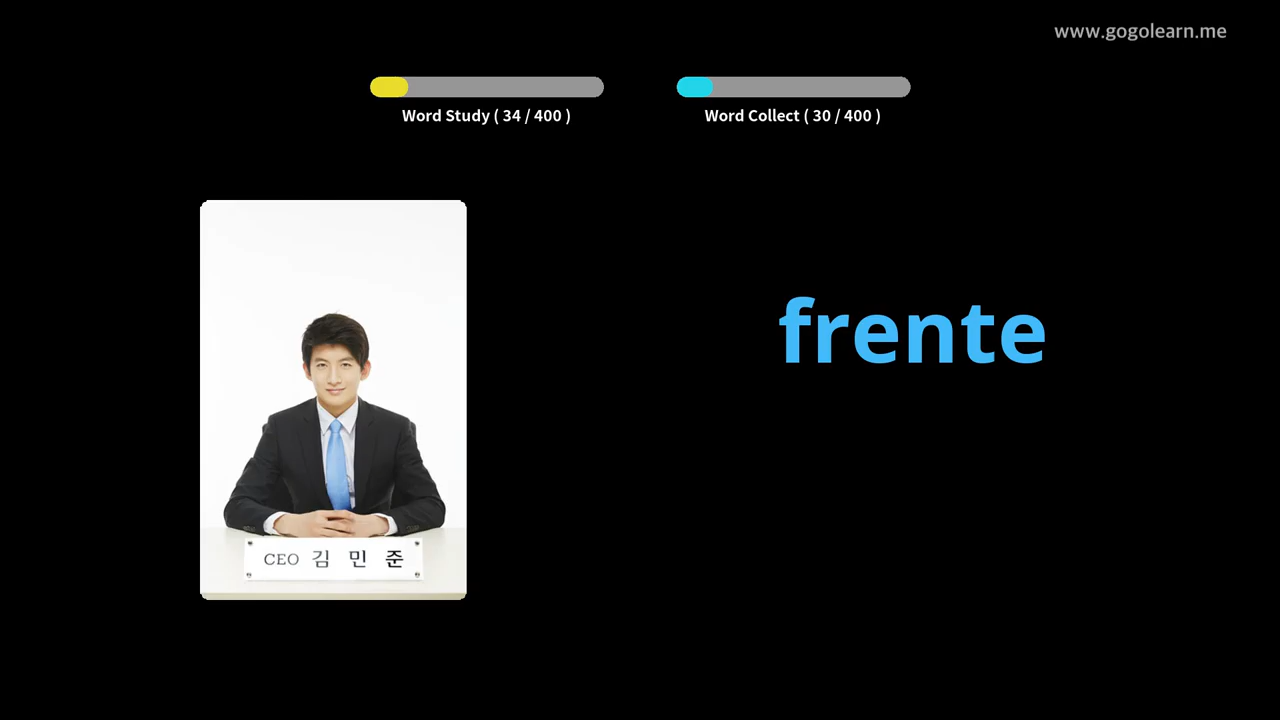 www.gogolearn.me
Word Study ( 34 / 400 )
Word Collect ( 30 / 400 )
frente
CEO 김 민 준